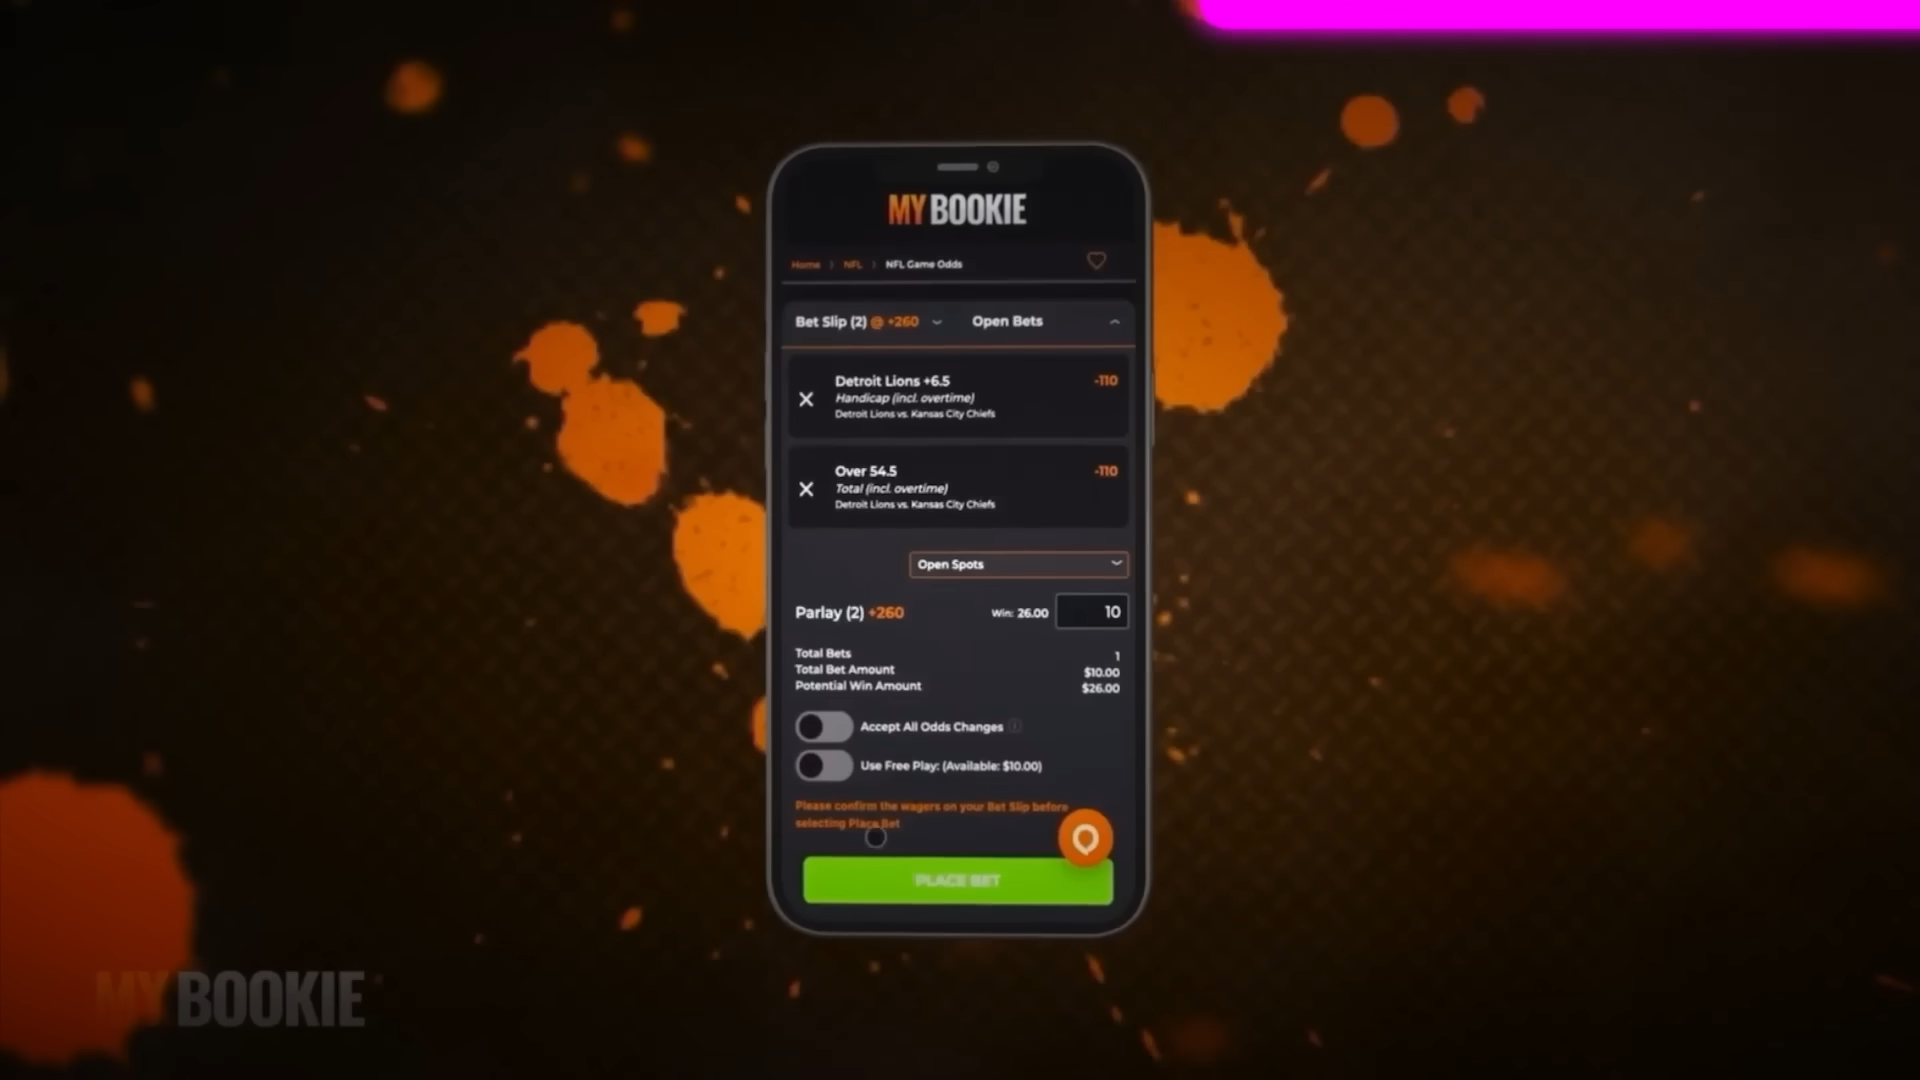 MY BOOKIE
Home > NFL > NFL Game Odds
Bet Slip (2) @ +260 Open Bets
Detroit Lions +6.5 -110
Handicap (incl. overtime)
Detroit Lions vs. Kansas City Chiefs
Over 54.5 -110
Total (incl. overtime)
Detroit Lions vs. Kansas City Chiefs
Open Spots
Parlay (2) +260 Win: 26.00 10
Total Bets 1
Total Bet Amount $10.00
Potential Win Amount $26.00
Accept All Odds Changes
Use Free Play: (Available: $10.00)
Please confirm the wagers on your Bet Slip before
selecting Place Bet
PLACE BET
MY BOOKIE